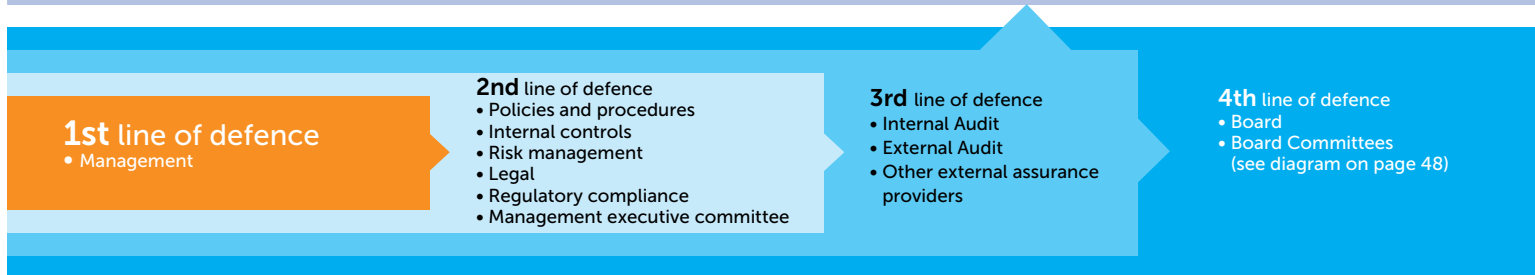 1st line of defence
• Management
2nd line of defence
• Policies and procedures
• Internal controls
• Risk management
• Legal
• Regulatory compliance
• Management executive committee
3rd line of defence
• Internal Audit
• External Audit
• Other external assurance
providers
4th line of defence
• Board
• Board Committees
(see diagram on page 48)